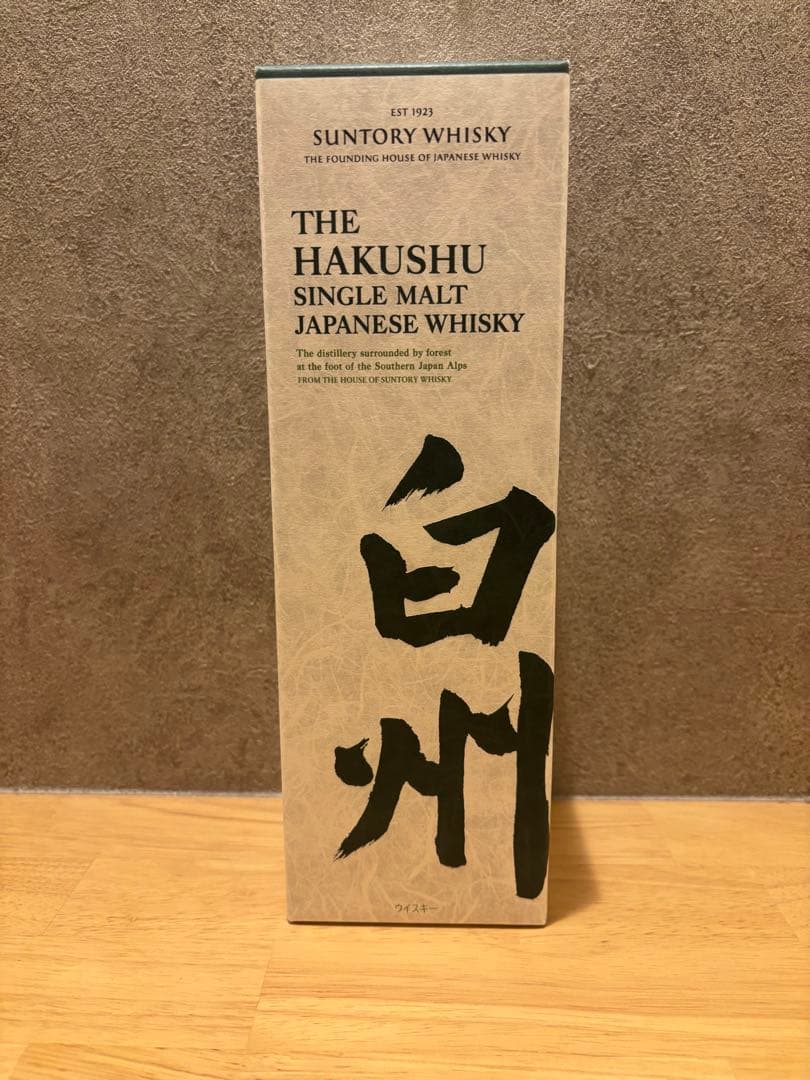 EST 1923
SUNTORY WHISKY
THE FOUNDING HOUSE OF JAPANESE WHISKY
THE
HAKUSHU
SINGLE MALT
JAPANESE WHISKY
The distillery surrounded by forest
at the foot of the Southern Japan Alps
FROM THE HOUSE OF SUNTORY WHISKY
白
州
ウイスキー